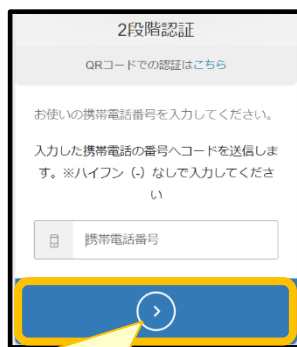 2段階認証
QRコードでの認証はこちら
お使いの携帯電話番号を入力してください。
入力した携帯電話の番号へコードを送信しま
す。※ハイフン (-) なしで入力してくださ
い
携帯電話番号